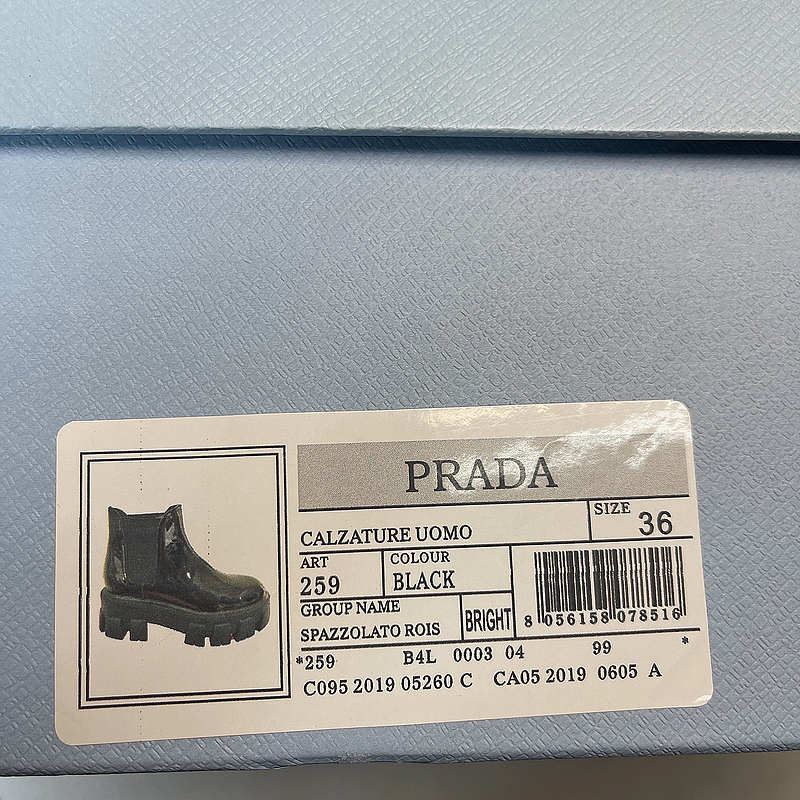 PRADA
CALZATURE UOMO
SIZE 36
ART
259
COLOUR
BLACK
GROUP NAME
SPAZZOLATO ROIS
BRIGHT
8 056158 078516
*259 B4L 0003 04 99 *
C095 2019 05260 C CA05 2019 0605 A